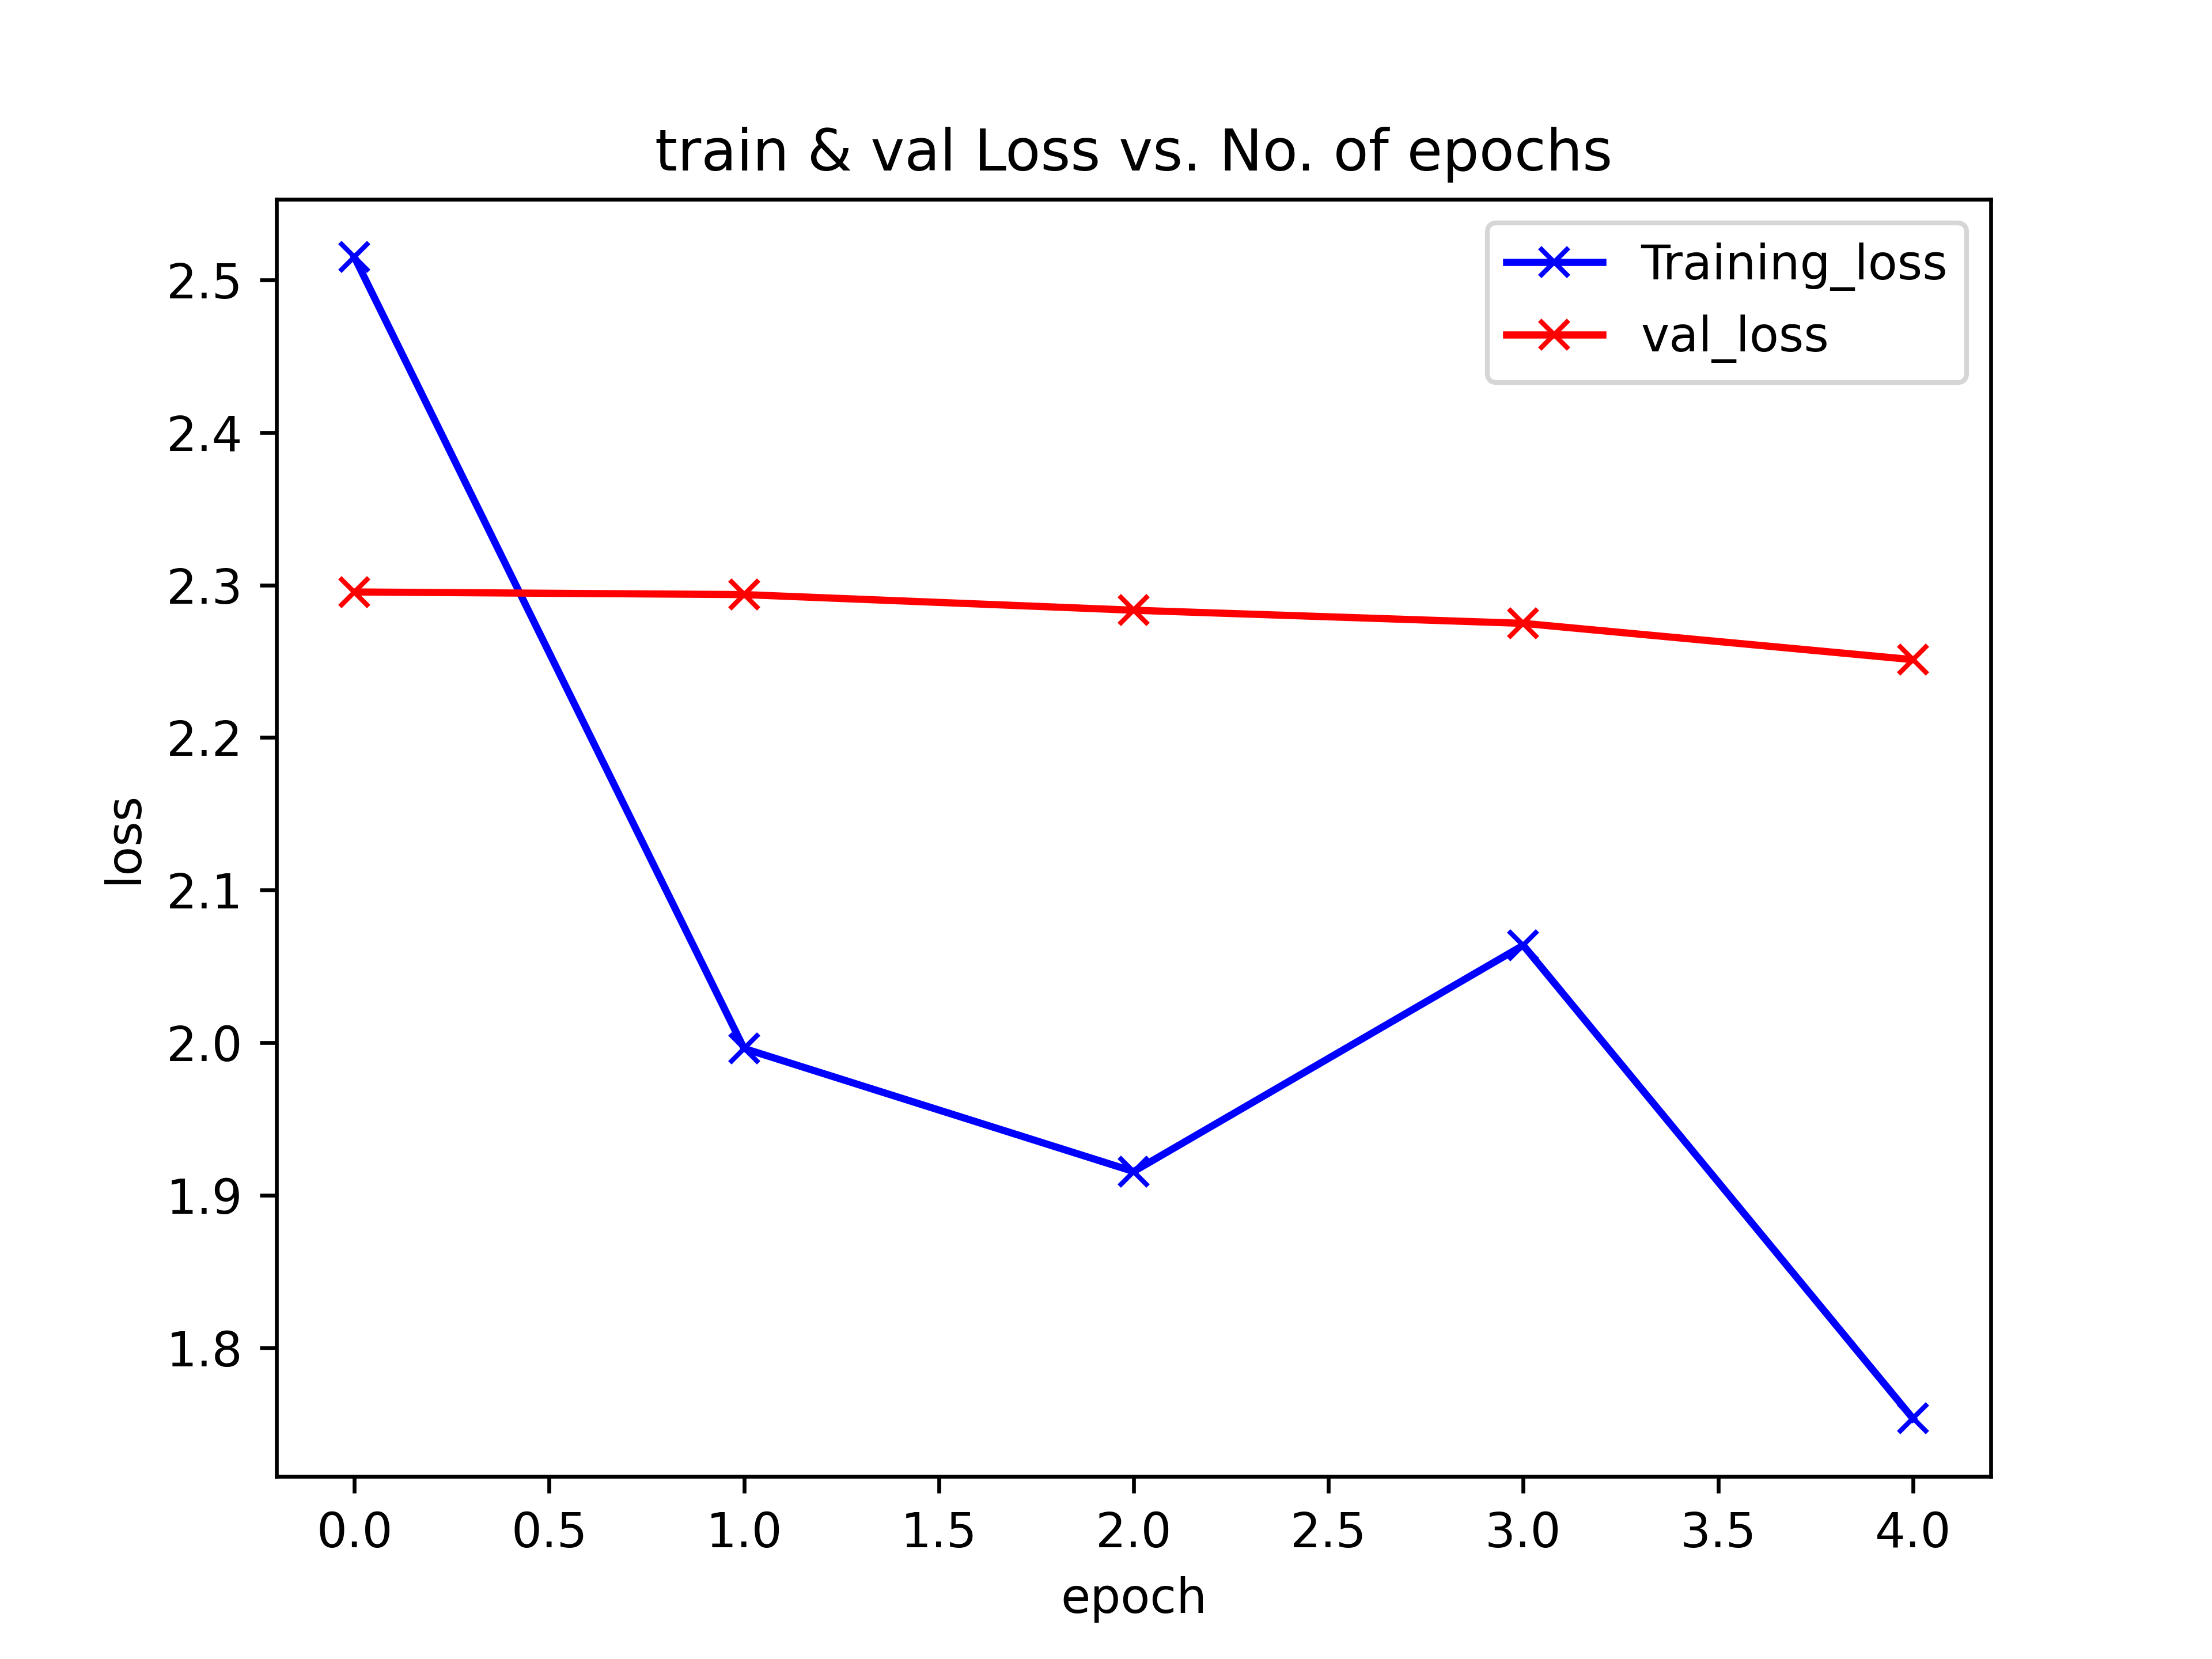 train & val Loss vs. No. of epochs
Training_loss
val_loss
2.5
2.4
2.3
2.2
2.1
2.0
1.9
1.8
loss
0.0 0.5 1.0 1.5 2.0 2.5 3.0 3.5 4.0
epoch